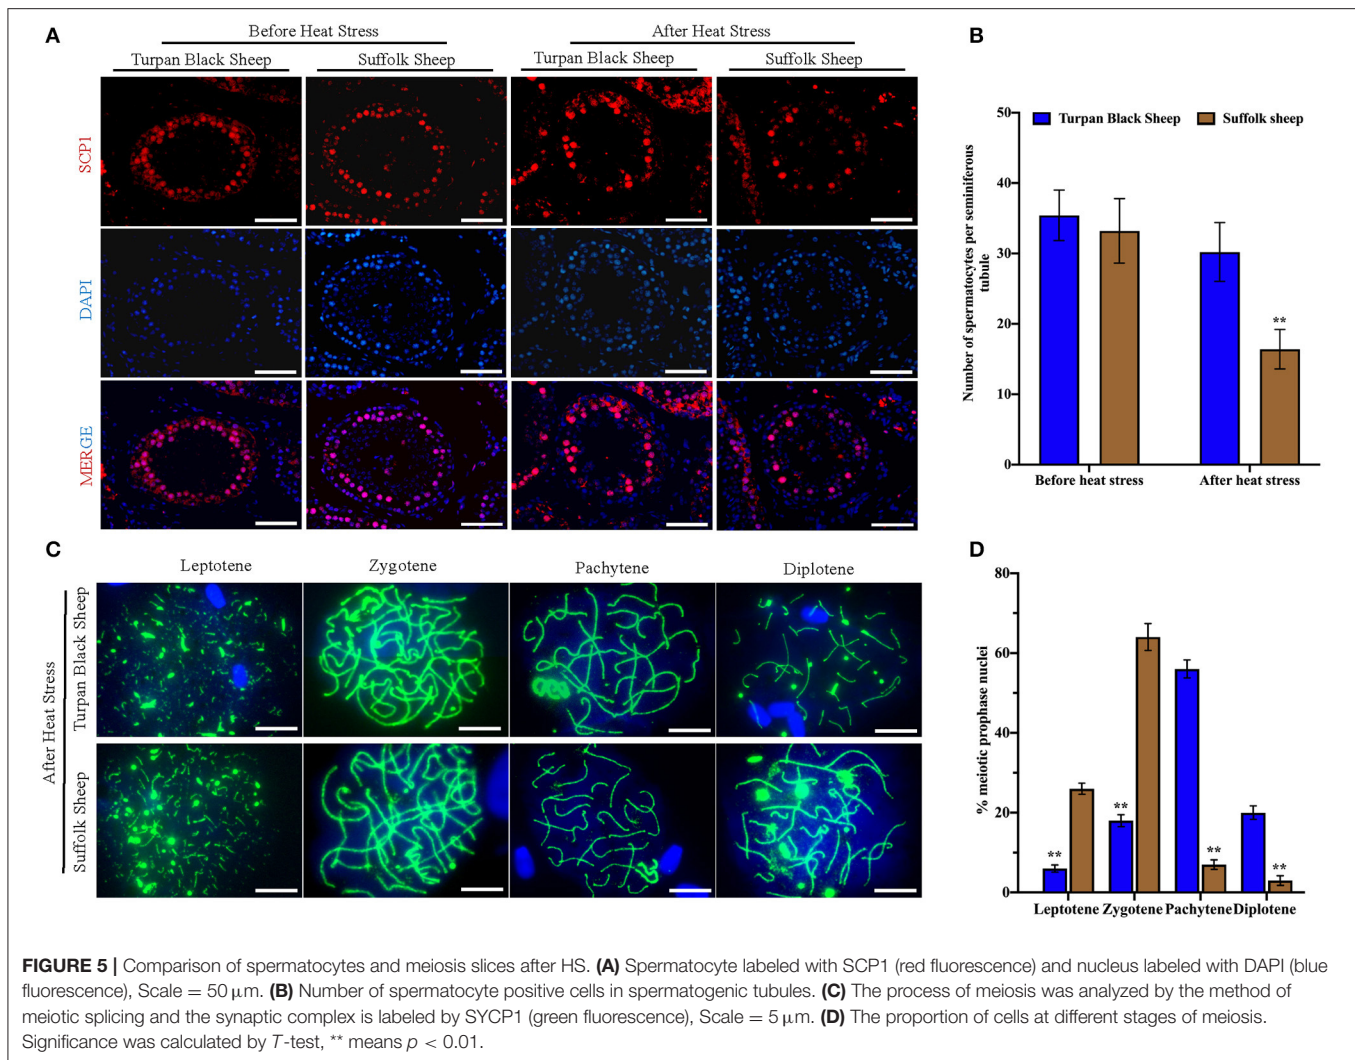 A
Before Heat Stress
After Heat Stress
Turpan Black Sheep
Suffolk Sheep
Turpan Black Sheep
Suffolk Sheep
SCP1
DAPI
MERGE
B
50
40
30
20
10
0
Number of spermatocytes per seminiferous
tubule
Turpan Black Sheep
Suffolk sheep
**
Before heat stress
After heat stress
C
Leptotene
Zygotene
Pachytene
Diplotene
After Heat Stress
Turpan Black Sheep
Suffolk Sheep
D
80
60
40
20
0
% meiotic prophase nuclei
**
**
**
**
Leptotene
Zygotene
Pachytene
Diplotene
FIGURE 5 | Comparison of spermatocytes and meiosis slices after HS. (A) Spermatocyte labeled with SCP1 (red fluorescence) and nucleus labeled with DAPI (blue
fluorescence), Scale = 50 μm. (B) Number of spermatocyte positive cells in spermatogenic tubules. (C) The process of meiosis was analyzed by the method of
meiotic splicing and the synaptic complex is labeled by SYCP1 (green fluorescence), Scale = 5 μm. (D) The proportion of cells at different stages of meiosis.
Significance was calculated by T-test, ** means p < 0.01.